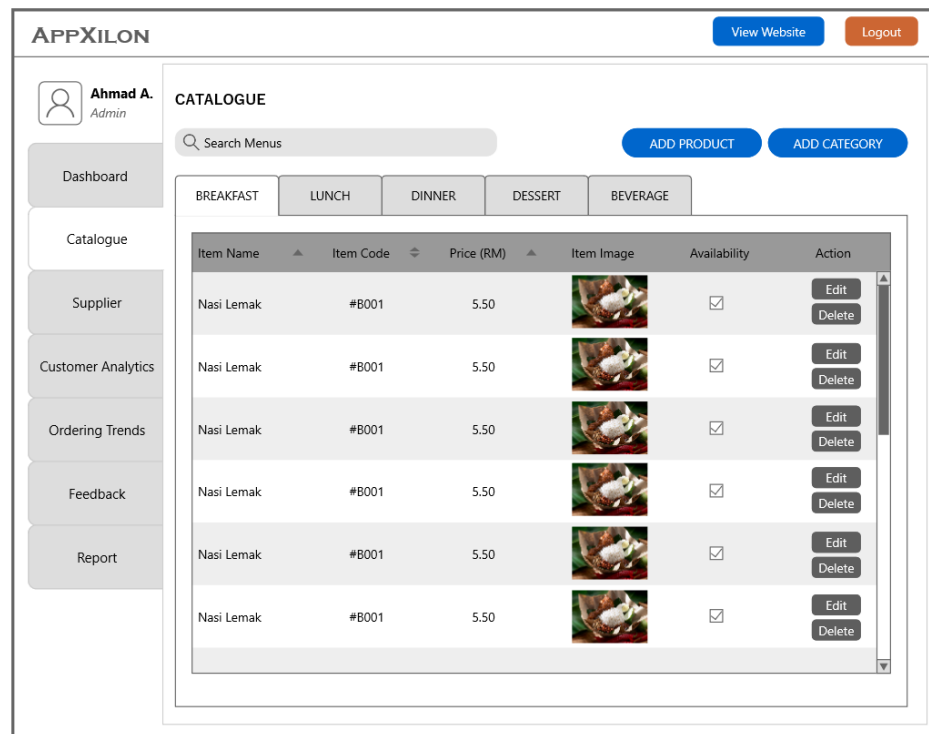 APPXILON
View Website
Logout
Ahmad A.
Admin
Dashboard
Catalogue
Supplier
Customer Analytics
Ordering Trends
Feedback
Report
CATALOGUE
Search Menus
ADD PRODUCT
ADD CATEGORY
BREAKFAST LUNCH DINNER DESSERT BEVERAGE
Item Name Item Code Price (RM) Item Image Availability Action
Nasi Lemak #B001 5.50 Edit
Delete
Nasi Lemak #B001 5.50 Edit
Delete
Nasi Lemak #B001 5.50 Edit
Delete
Nasi Lemak #B001 5.50 Edit
Delete
Nasi Lemak #B001 5.50 Edit
Delete
Nasi Lemak #B001 5.50 Edit
Delete